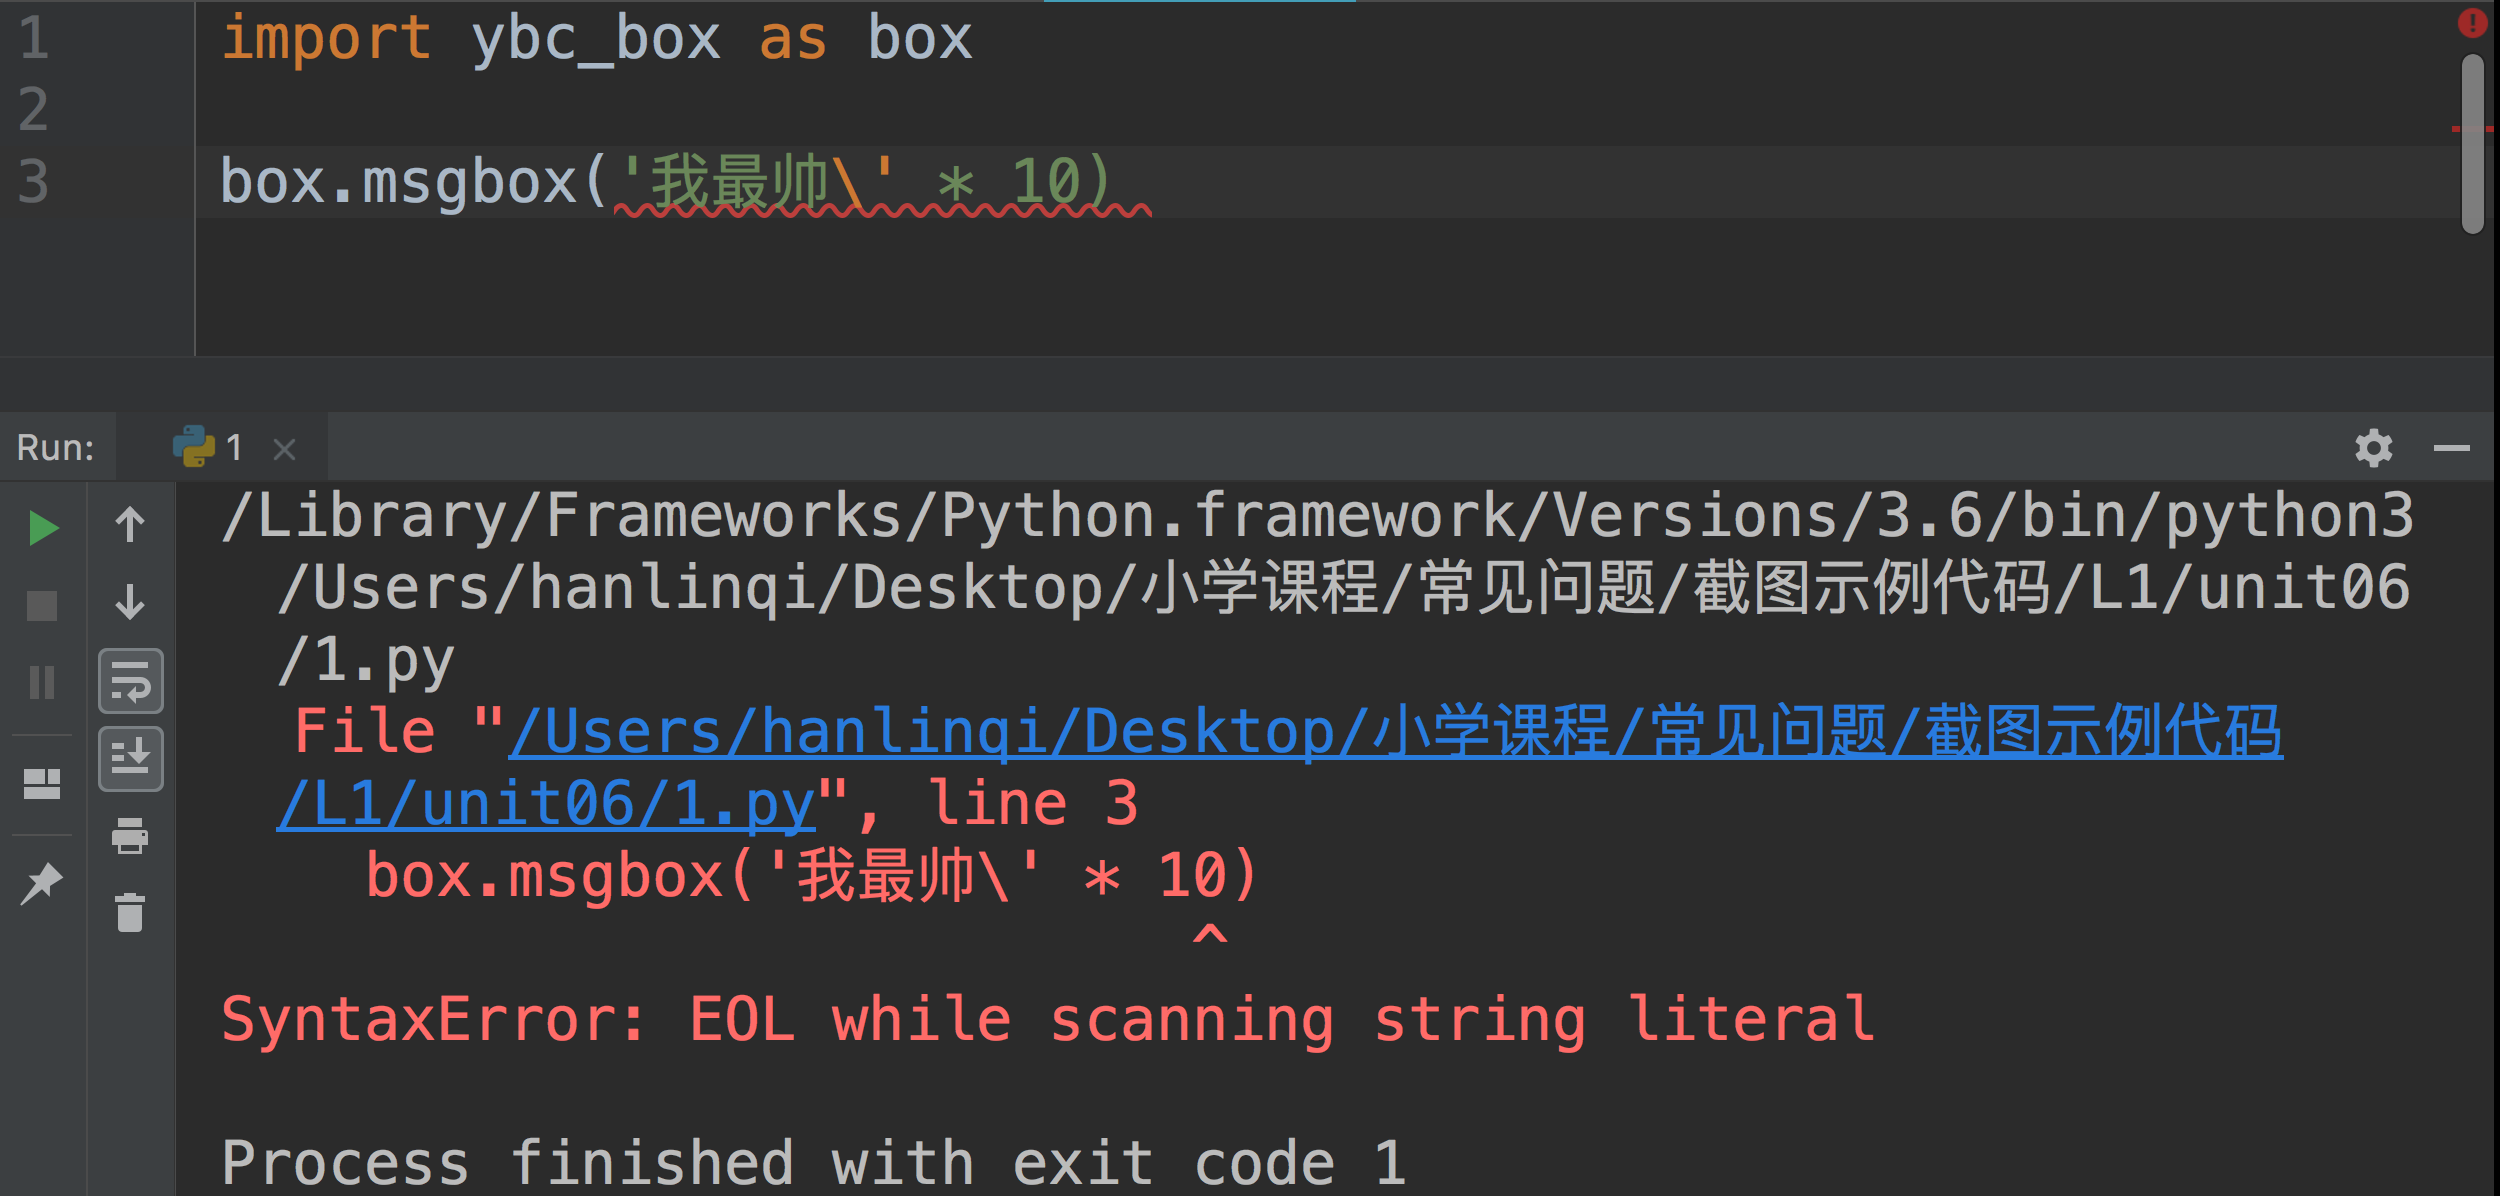 1 import ybc_box as box
2
3 box.msgbox('我最帅\' * 10)
Run: 1 ×
/Library/Frameworks/Python.framework/Versions/3.6/bin/python3
/Users/hanlinqi/Desktop/小学课程/常见问题/截图示例代码/L1/unit06
/1.py
File "/Users/hanlinqi/Desktop/小学课程/常见问题/截图示例代码
/L1/unit06/1.py", line 3
box.msgbox('我最帅\' * 10)
^
SyntaxError: EOL while scanning string literal
Process finished with exit code 1